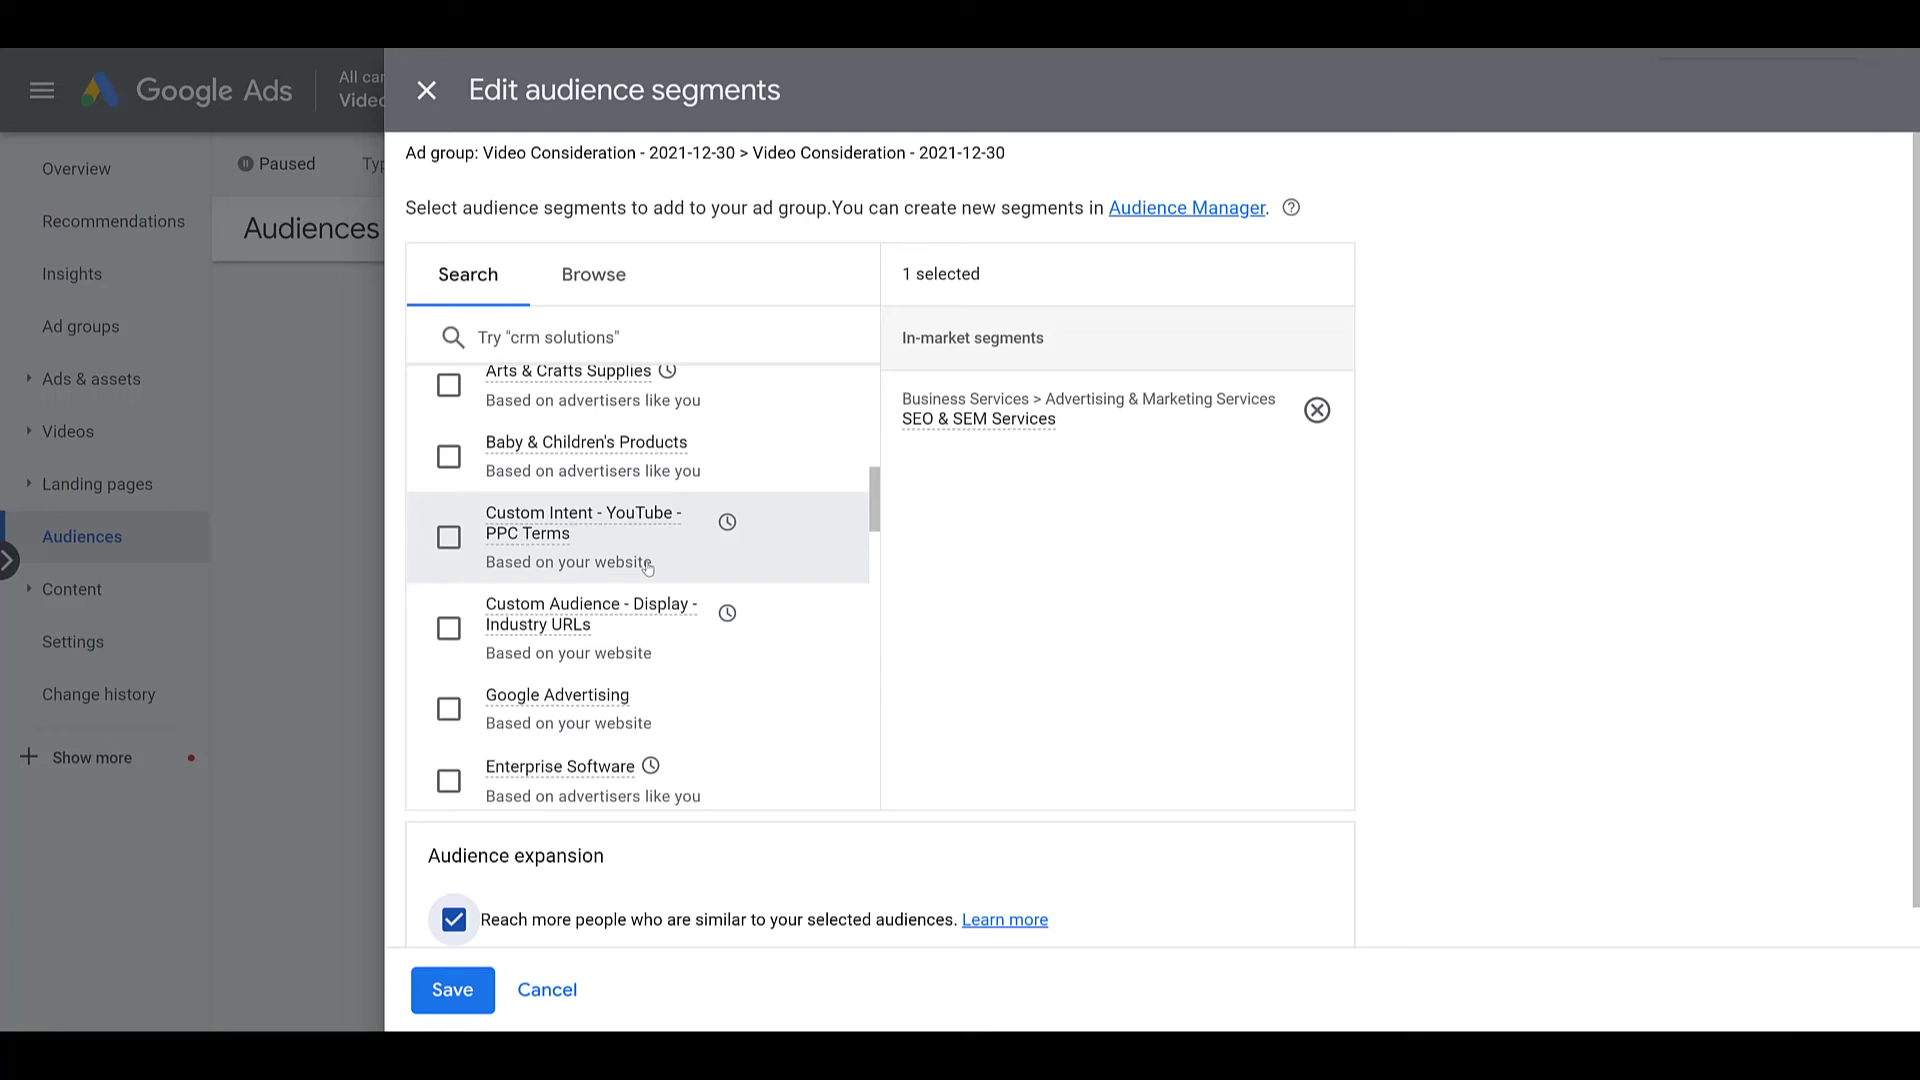 Google Ads
All car
Videc
Edit audience segments
Overview
Recommendations
Insights
Ad groups
Ads & assets
Videos
Landing pages
Audiences
Content
Settings
Change history
Show more
Paused
Typ
Audiences
Ad group: Video Consideration - 2021-12-30 > Video Consideration - 2021-12-30
Select audience segments to add to your ad group.You can create new segments in Audience Manager.
Search
Browse
Try "crm solutions"
Arts & Crafts Supplies
Based on advertisers like you
Baby & Children's Products
Based on advertisers like you
Custom Intent - YouTube -
PPC Terms
Based on your website
Custom Audience - Display -
Industry URLs
Based on your website
Google Advertising
Based on your website
Enterprise Software
Based on advertisers like you
1 selected
In-market segments
Business Services > Advertising & Marketing Services
SEO & SEM Services
Audience expansion
Reach more people who are similar to your selected audiences. Learn more
Save
Cancel